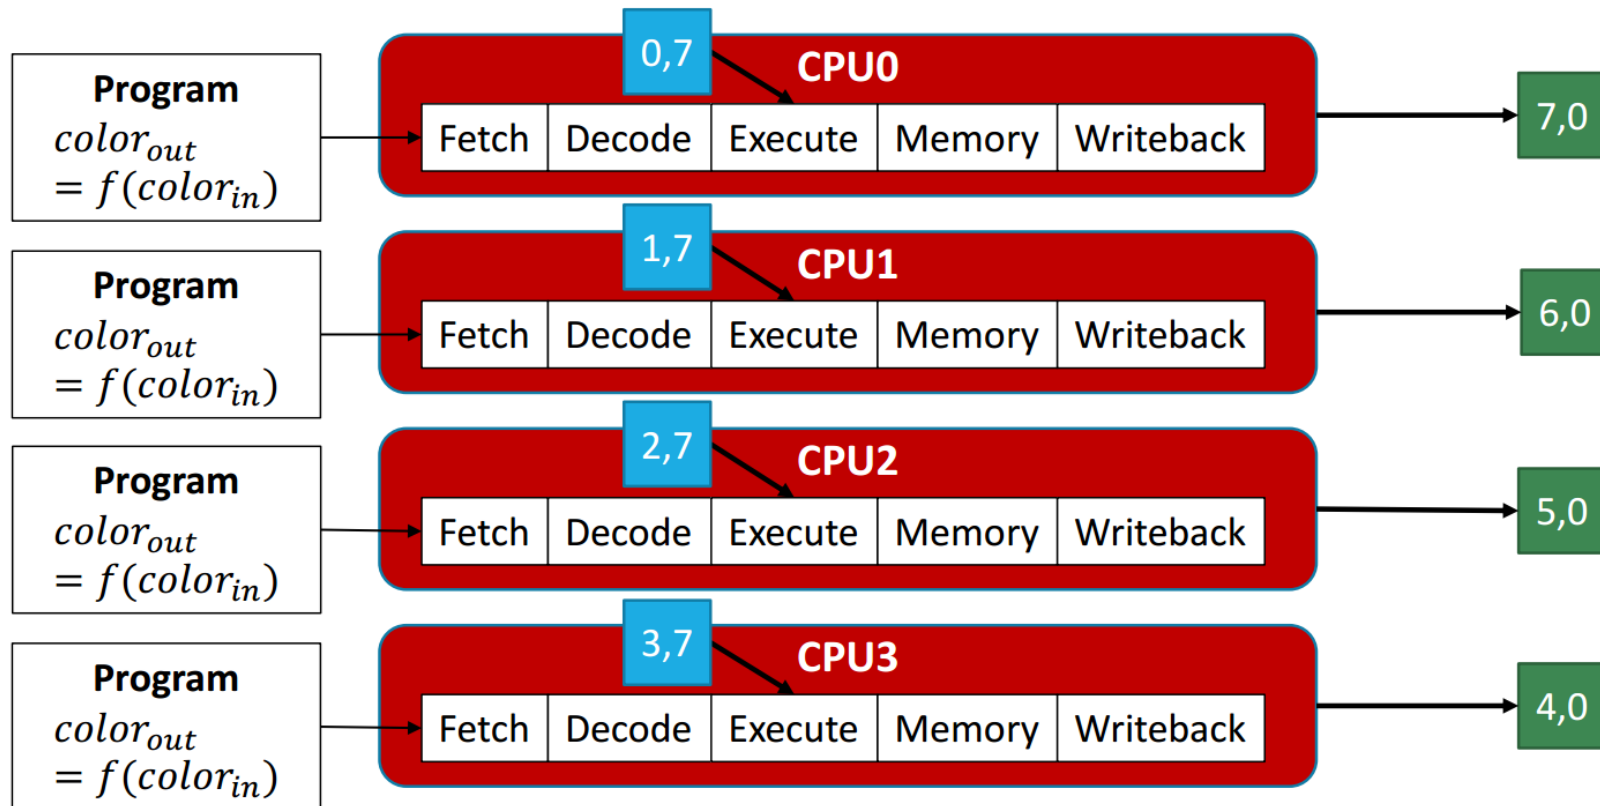 Program
color_out
= f(color_in)
0,7
CPU0
Fetch Decode Execute Memory Writeback
7,0
Program
color_out
= f(color_in)
1,7
CPU1
Fetch Decode Execute Memory Writeback
6,0
Program
color_out
= f(color_in)
2,7
CPU2
Fetch Decode Execute Memory Writeback
5,0
Program
color_out
= f(color_in)
3,7
CPU3
Fetch Decode Execute Memory Writeback
4,0